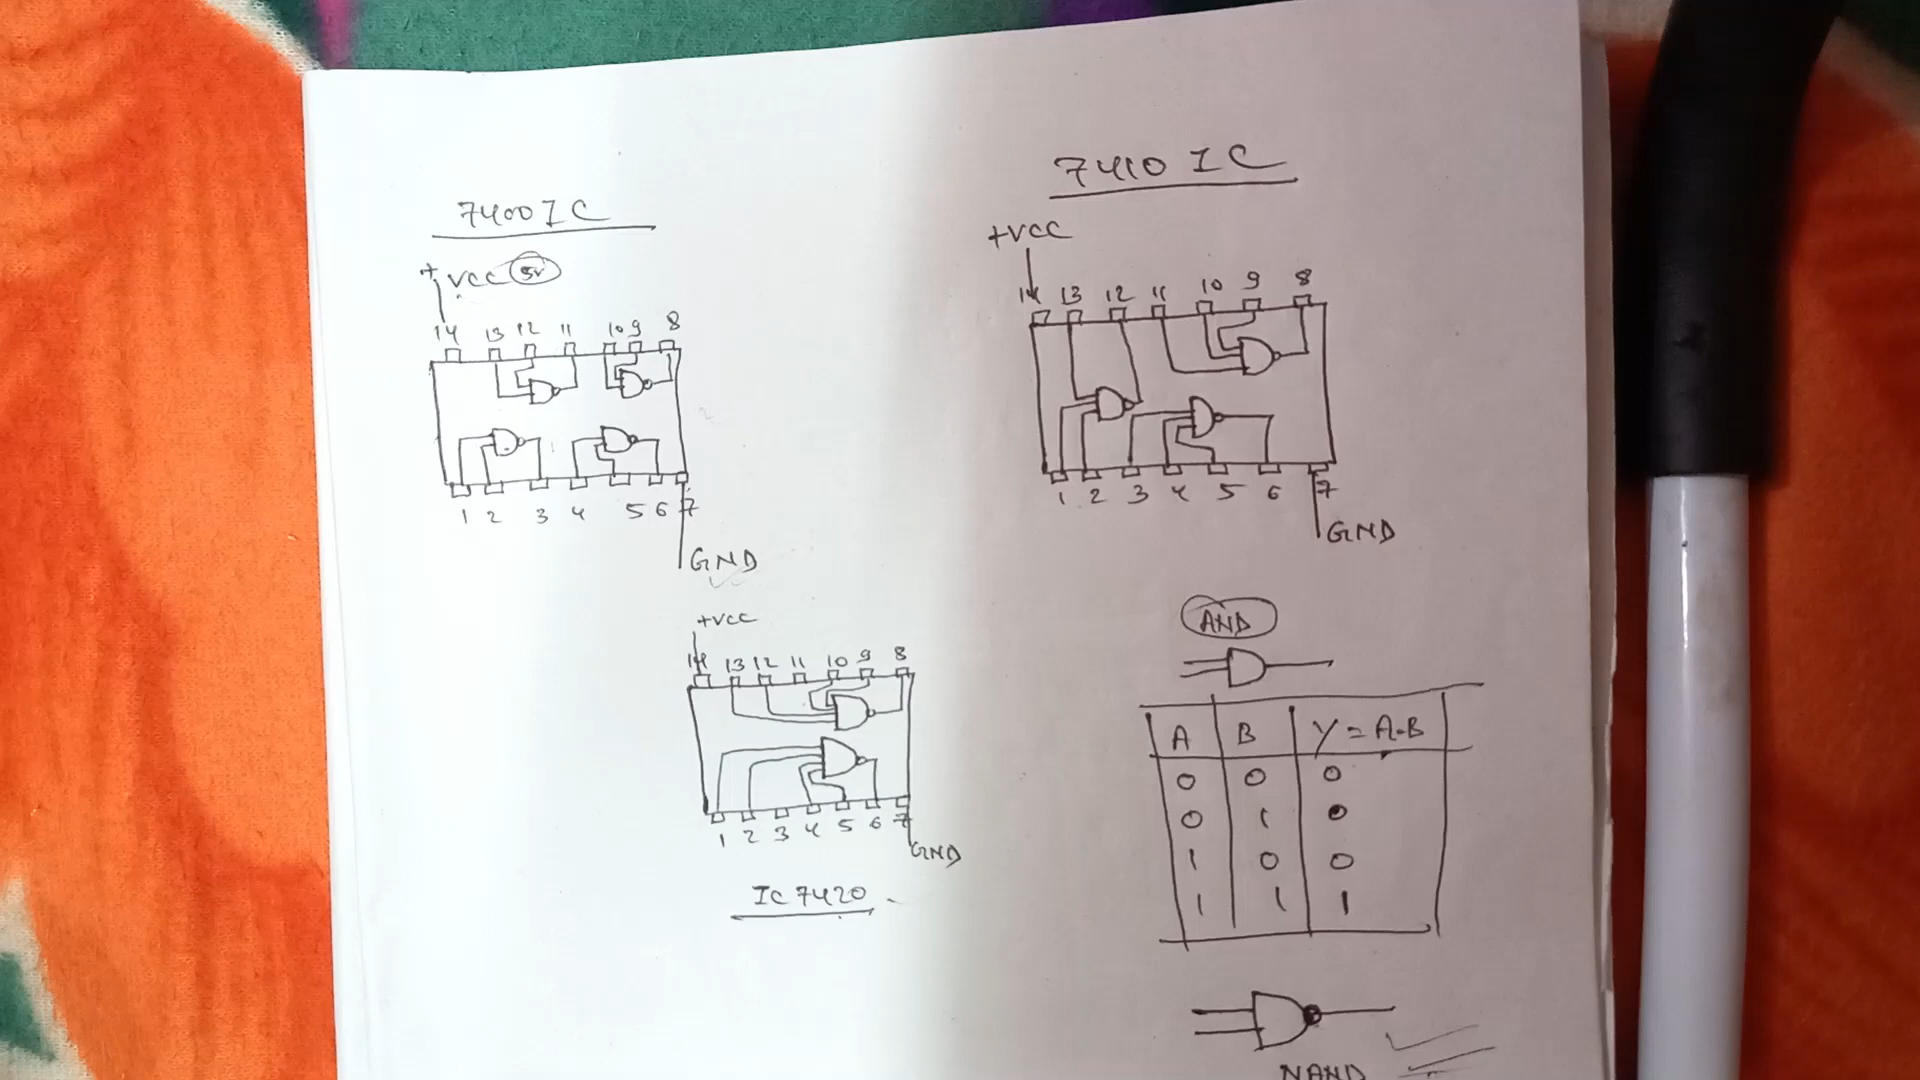 7400 IC
+VCC 5V
14 13 12 11 10 9 8
1 2 3 4 5 6 7
GND
7410 IC
+VCC
14 13 12 11 10 9 8
1 2 3 4 5 6 7
GND
+VCC
14 13 12 11 10 9 8
1 2 3 4 5 6 7
GND
IC 7420
AND
A B Y = A.B
0 0 0
0 1 0
1 0 0
1 1 1
NAND